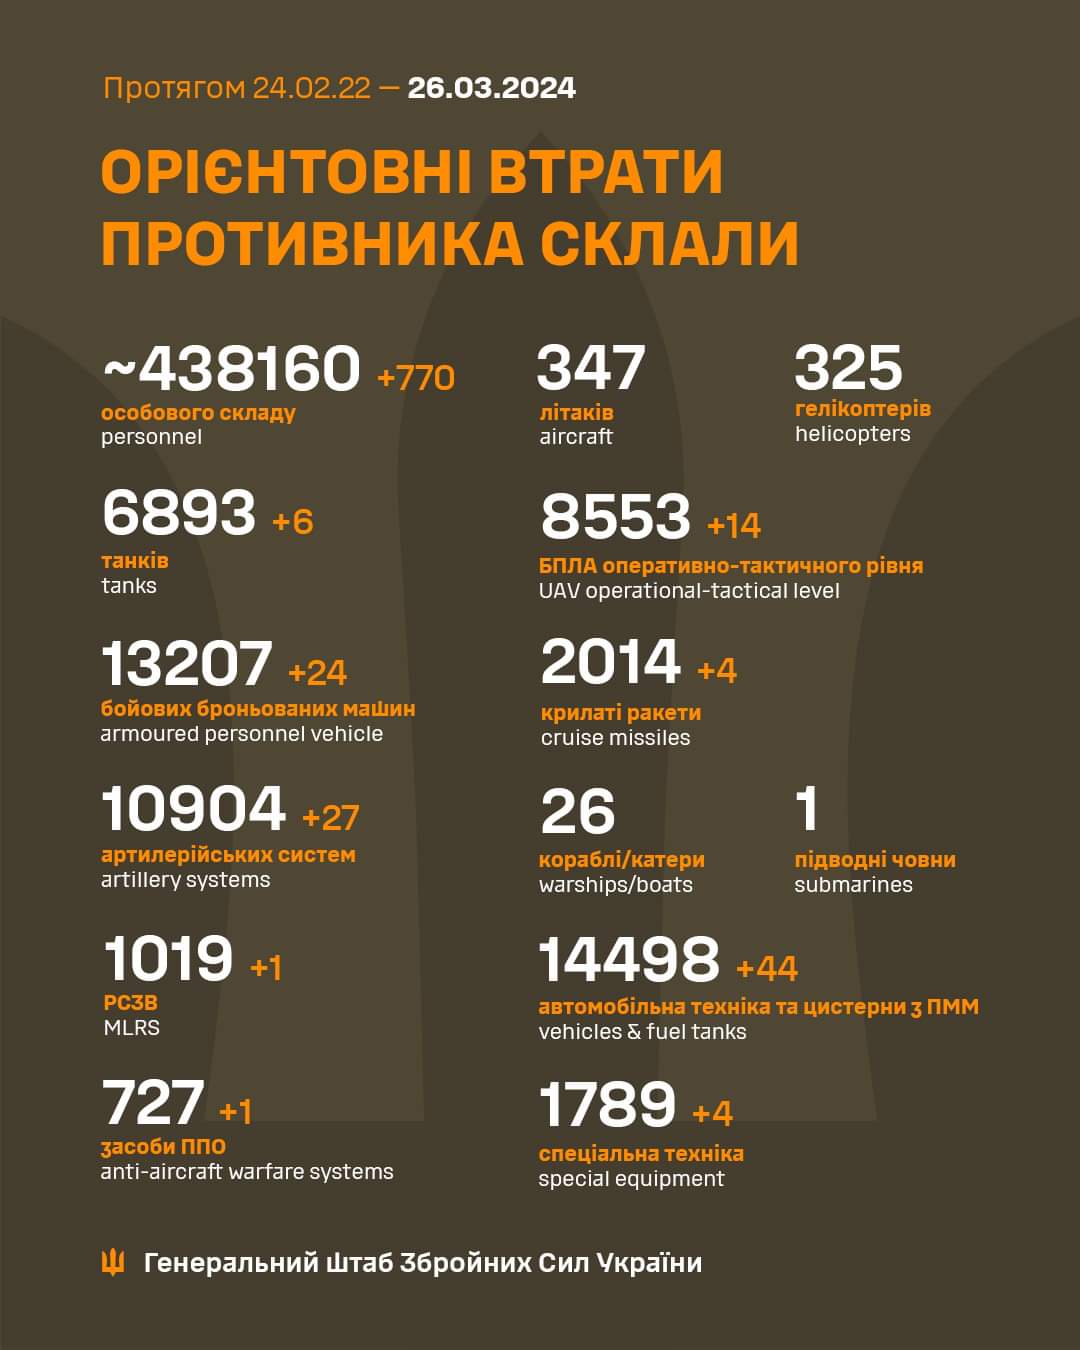 Протягом 24.02.22 — 26.03.2024
ОРІЄНТОВНІ ВТРАТИ
ПРОТИВНИКА СКЛАЛИ
~438160 +770
особового складу
personnel
347
літаків
aircraft
325
гелікоптерів
helicopters
6893 +6
танків
tanks
8553 +14
БПЛА оперативно-тактичного рівня
UAV operational-tactical level
13207 +24
бойових броньованих машин
armoured personnel vehicle
2014 +4
крилаті ракети
cruise missiles
10904 +27
артилерійських систем
artillery systems
26
кораблі/катери
warships/boats
1
підводні човни
submarines
1019 +1
РСЗВ
MLRS
14498 +44
автомобільна техніка та цистерни з ПММ
vehicles & fuel tanks
727 +1
засоби ППО
anti-aircraft warfare systems
1789 +4
спеціальна техніка
special equipment
Генеральний штаб Збройних Сил України